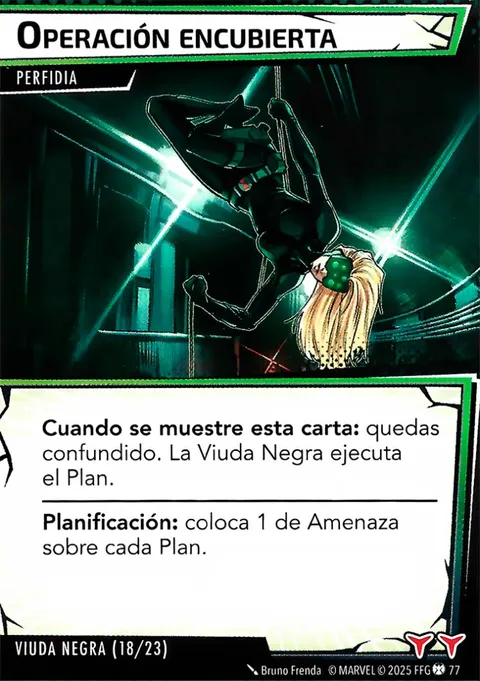 OPERACIÓN ENCUBIERTA
PERFIDIA
Cuando se muestre esta carta: quedas
confundido. La Viuda Negra ejecuta
el Plan.
Planificación: coloca 1 de Amenaza
sobre cada Plan.
VIUDA NEGRA (18/23)
Bruno Frenda © MARVEL © 2025 FFG 77